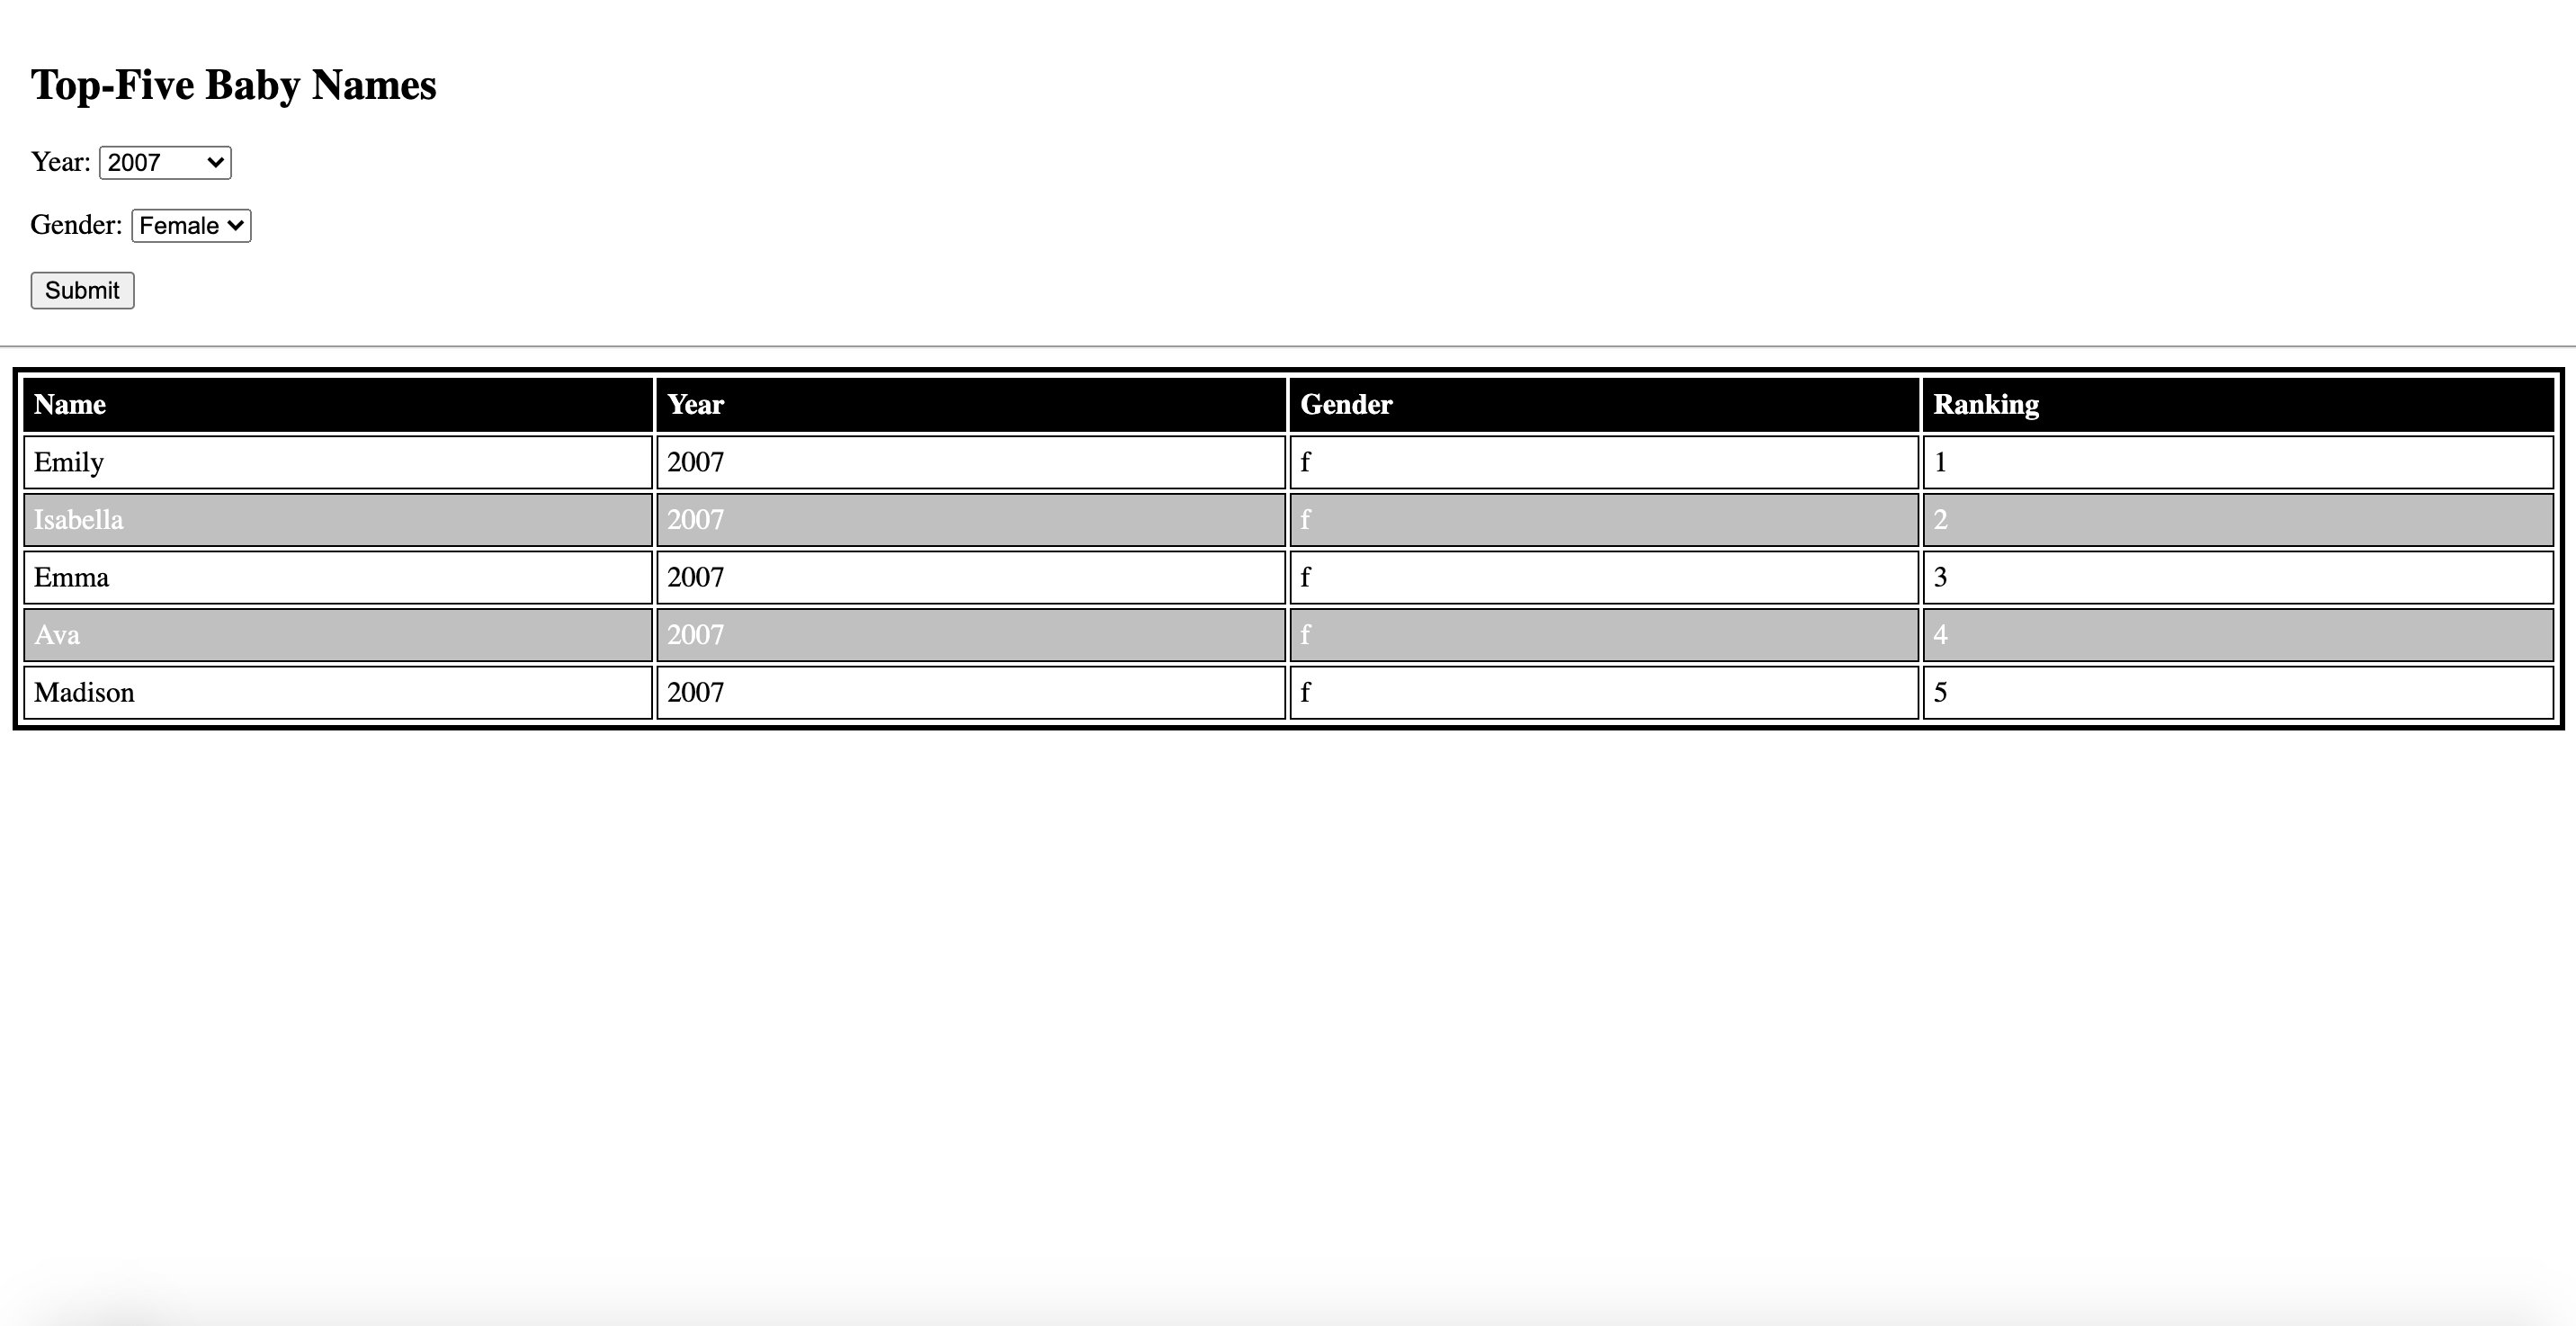 Top-Five Baby Names
Year: 2007
Gender: Female
Submit
Name Year Gender Ranking
Emily 2007 f 1
Isabella 2007 f 2
Emma 2007 f 3
Ava 2007 f 4
Madison 2007 f 5